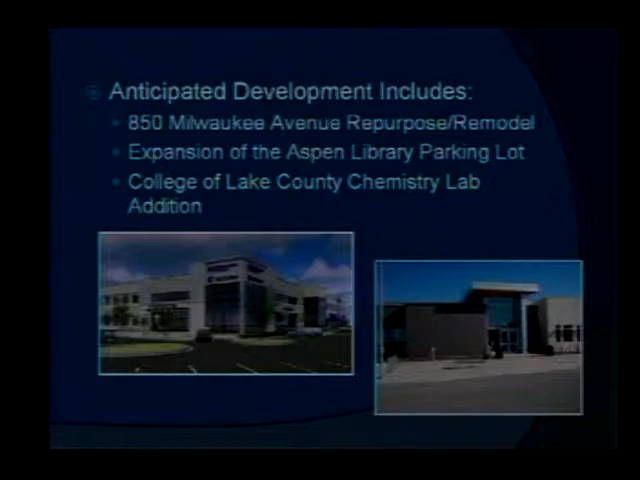 Anticipated Development Includes:
850 Milwaukee Avenue Repurpose/Remodel
Expansion of the Aspen Library Parking Lot
College of Lake County Chemistry Lab
Addition